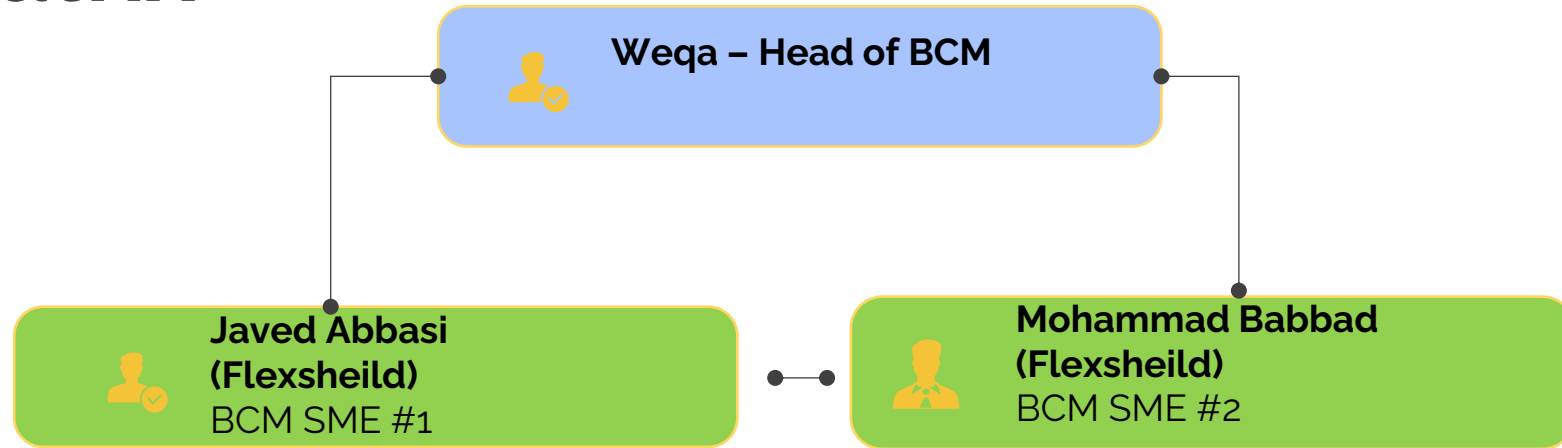 Weqa – Head of BCM
Javed Abbasi
(Flexsheild)
BCM SME #1
Mohammad Babbad
(Flexsheild)
BCM SME #2